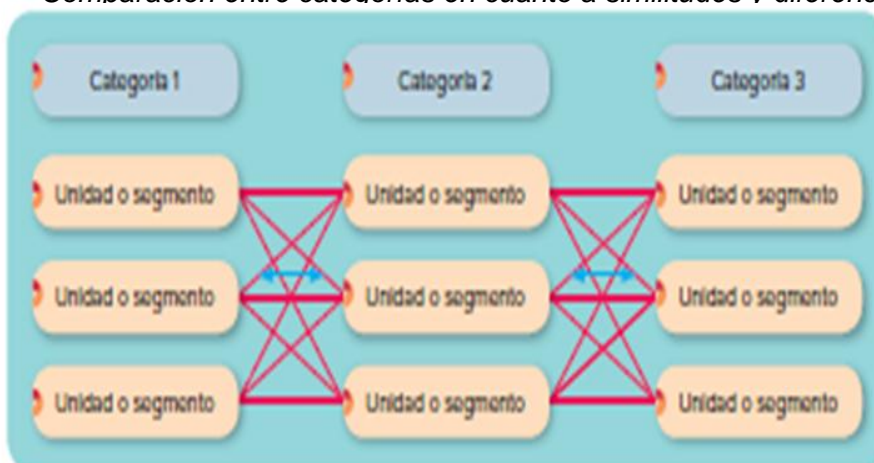 Comparación entre categorías en cuanto a similitudes y
Categoría 1 Categoría 2 Categoría 3
Unidad o segmento Unidad o segmento Unidad o segmento
Unidad o segmento Unidad o segmento Unidad o segmento
Unidad o segmento Unidad o segmento Unidad o segmento